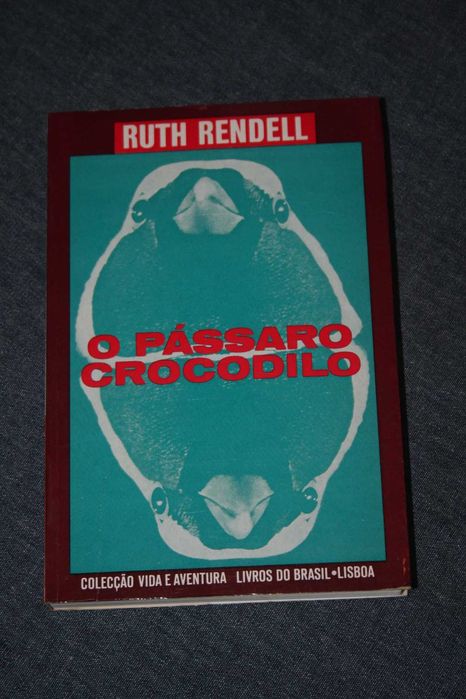 RUTH RENDELL
O PÁSSARO
CROCODILO
COLECÇÃO VIDA E AVENTURA LIVROS DO BRASIL•LISBOA